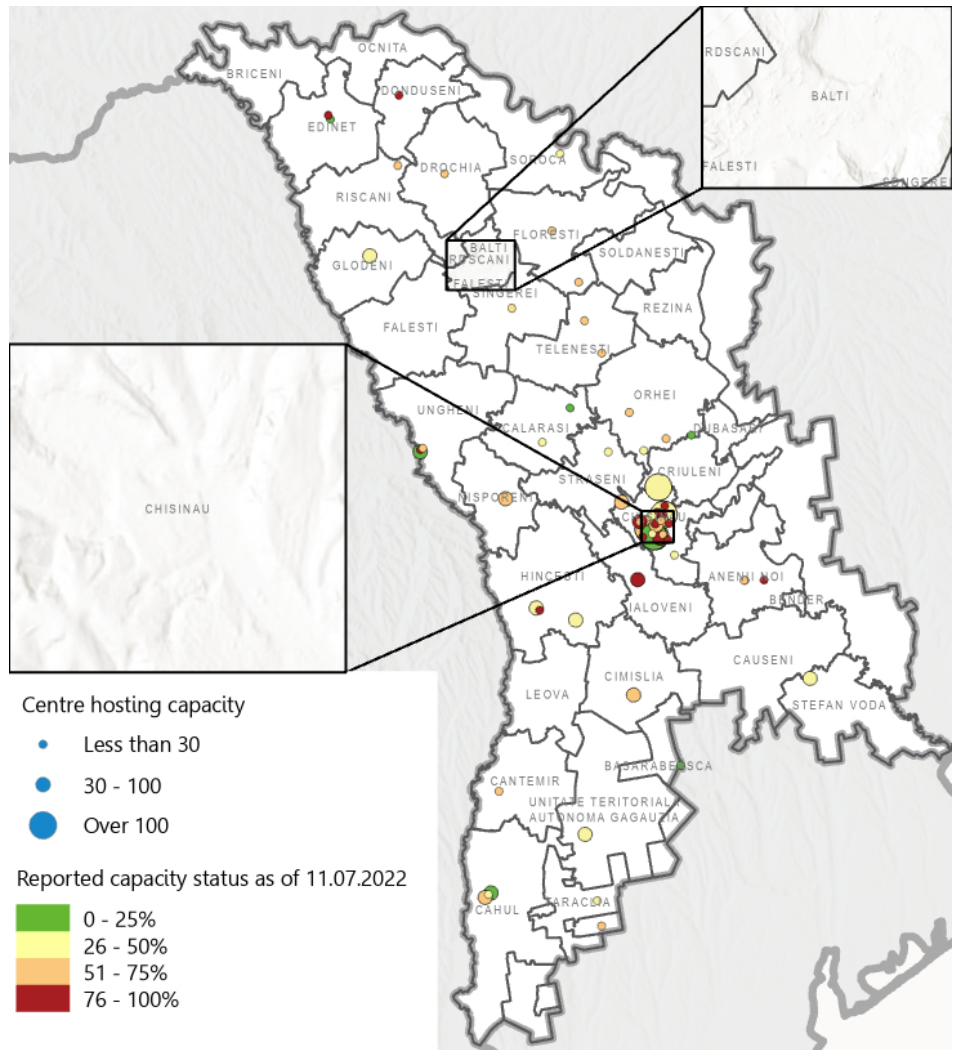 OCNITA
BRICENI
DONDUSENI
EDINET
DROCHIA
SOROCA
RISCANI
FLORESTI
BALTI
RDSCANI
FALESTI
SINGEREI
SOLDANESTI
GLODENI
REZINA
FALESTI
TELENESTI
ORHEI
UNGHENI
CALARASI
DUBASARI
STRASENI
CRIULENI
NISPORENI
HINCESTI
ANENII NOI
BENDER
IALOVENI
CAUSENI
CIMISLIA
LEOVA
STEFAN VODA
BASARABEASCA
CANTEMIR
UNITATE TERITORIALA
AUTONOMA GAGAUZIA
CAHUL
TARACLIA
RDSCANI
BALTI
FALESTI
SINGEREI
CHISINAU
Centre hosting capacity
Less than 30
30 - 100
Over 100
Reported capacity status as of 11.07.2022
0 - 25%
26 - 50%
51 - 75%
76 - 100%